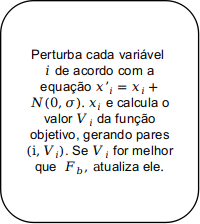 Perturba cada variável
i de acordo com a
equação x'ᵢ = xᵢ +
N(0, σ). xᵢ e calcula o
valor Vᵢ da função
objetivo, gerando pares
(i, Vᵢ). Se Vᵢ for melhor
que F_b, atualiza ele.